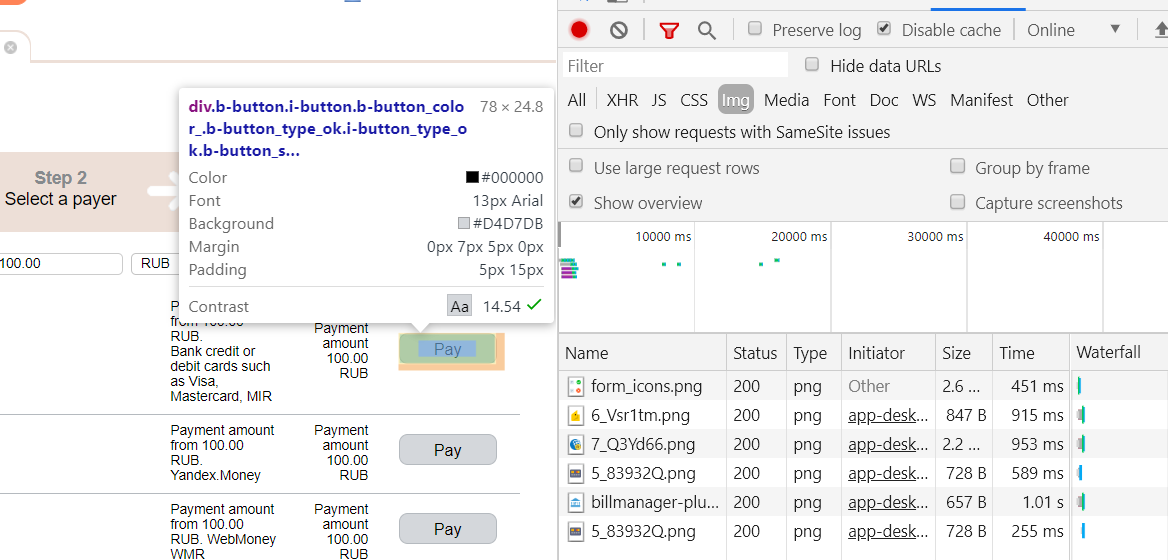 Preserve log
Disable cache
Online
Filter
Hide data URLs
All
XHR
JS
CSS
Img
Media
Font
Doc
WS
Manifest
Other
Only show requests with SameSite issues
Use large request rows
Group by frame
Show overview
Capture screenshots
10000 ms
20000 ms
30000 ms
40000 ms
Name Status Type Initiator Size Time Waterfall
form_icons.png 200 png Other 2.6 ... 451 ms
6_Vsr1tm.png 200 png app-desk... 847 B 915 ms
7_Q3Yd66.png 200 png app-desk... 2.2 ... 953 ms
5_83932Q.png 200 png app-desk... 728 B 589 ms
billmanager-plu... 200 png app-desk... 657 B 1.01 s
5_83932Q.png 200 png app-desk... 728 B 255 ms
div.b-button.i-button.b-button_colo 78 × 24.8
r_.b-button_type_ok.i-button_type_o
k.b-button_s...
Color #000000
Font 13px Arial
Background #D4D7DB
Margin 0px 7px 5px 0px
Padding 5px 15px
Contrast Aa 14.54
Step 2
Select a payer
100.00
RUB
from 100.00
RUB.
Bank credit or
debit cards such
as Visa,
Mastercard, MIR
Payment
amount
100.00
RUB
Pay
Payment amount
from 100.00
RUB.
Yandex.Money
Payment
amount
100.00
RUB
Pay
Payment amount
from 100.00
RUB. WebMoney
WMR
Payment
amount
100.00
RUB
Pay